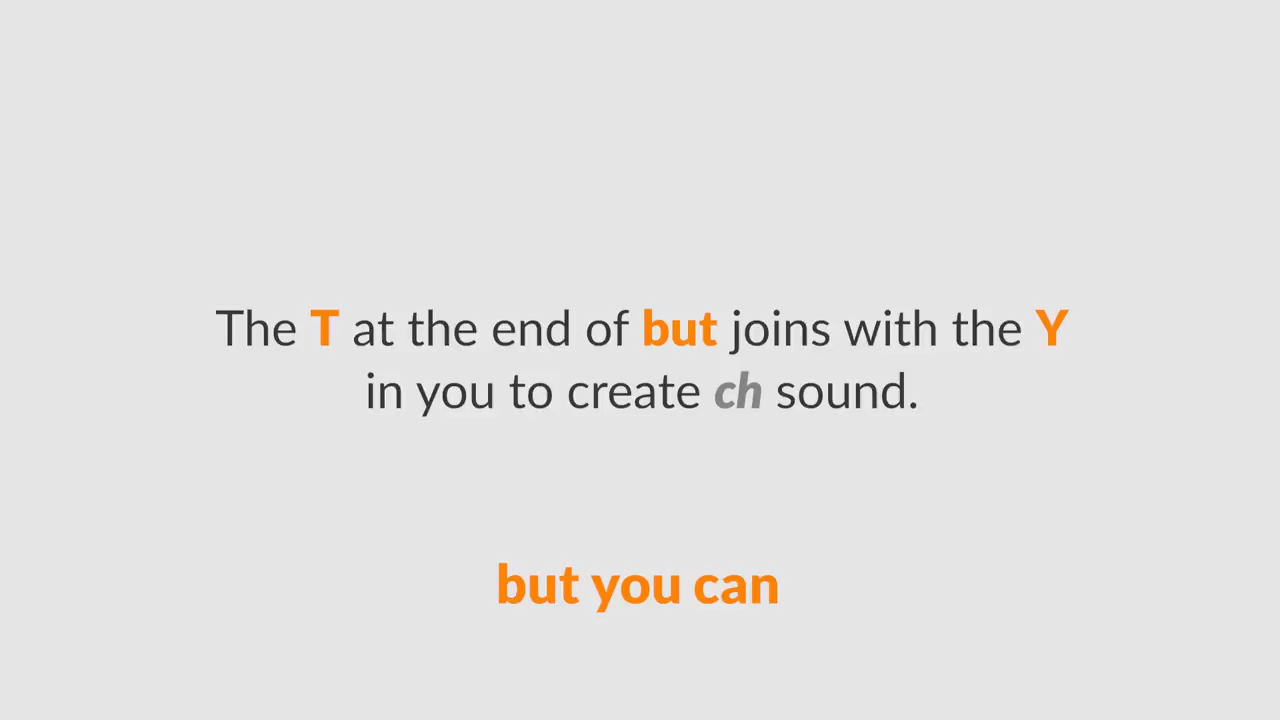 The T at the end of but joins with the Y
in you to create ch sound.
but you can